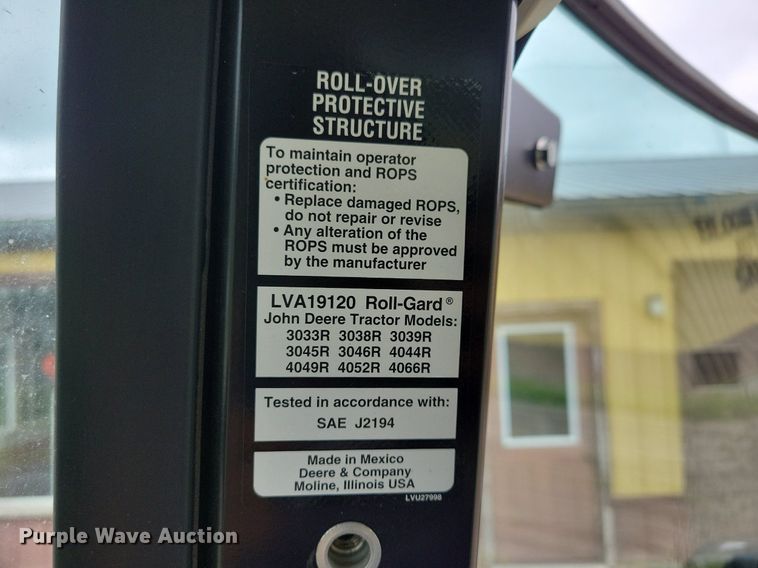 ROLL-OVER
PROTECTIVE
STRUCTURE
To maintain operator
protection and ROPS
certification:
• Replace damaged ROPS,
do not repair or revise
• Any alteration of the
ROPS must be approved
by the manufacturer
LVA19120 Roll-Gard®
John Deere Tractor Models:
3033R 3038R 3039R
3045R 3046R 4044R
4049R 4052R 4066R
Tested in accordance with:
SAE J2194
Made in Mexico
Deere & Company
Moline, Illinois USA
LVU27998
Purple Wave Auction